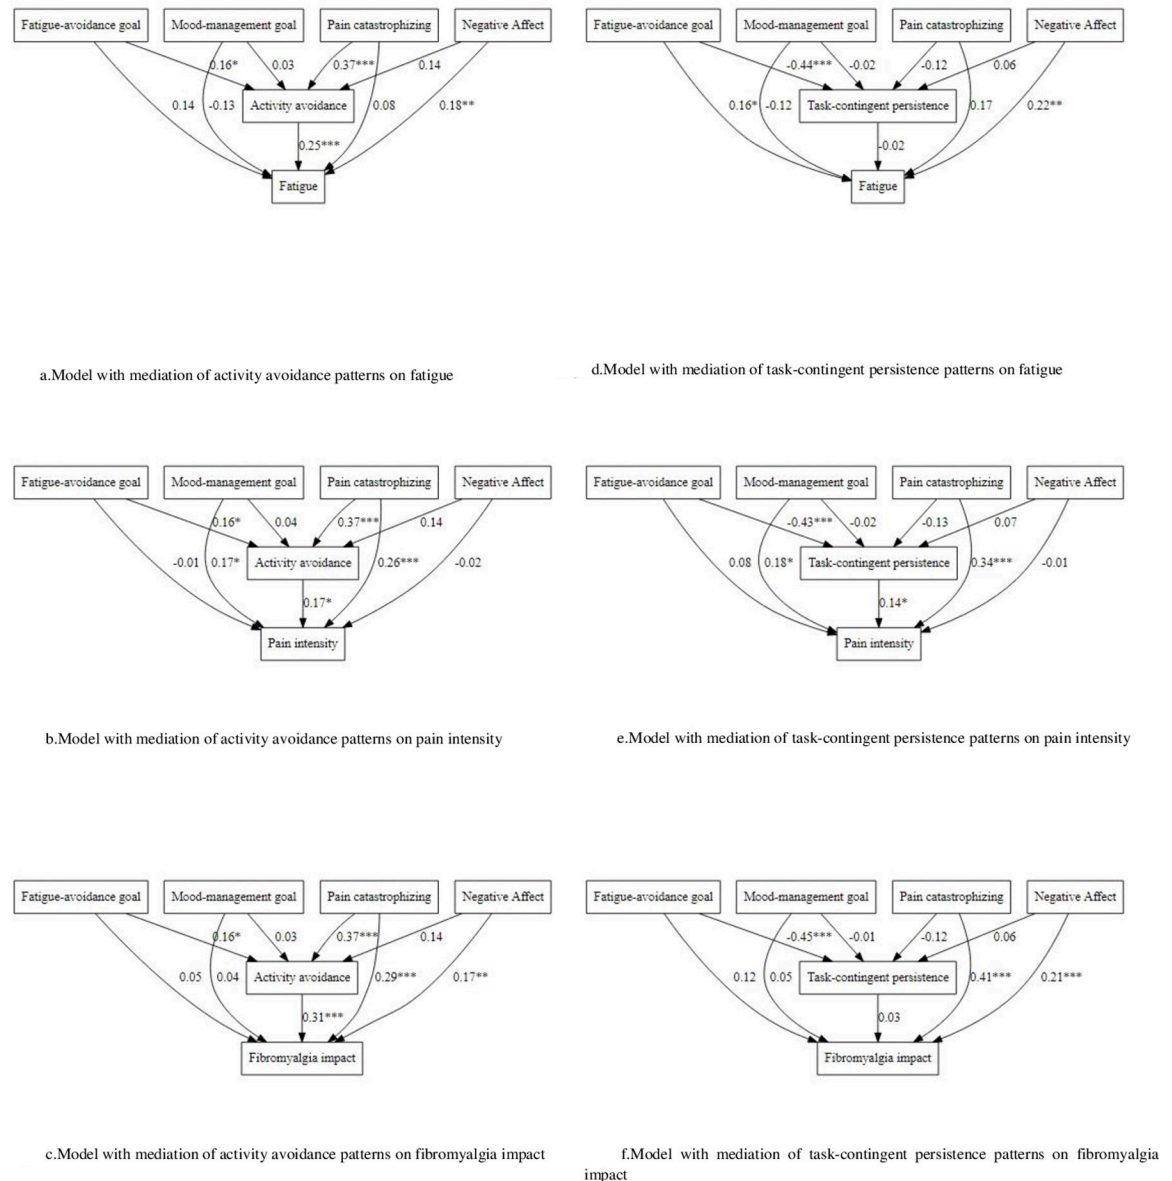 Fatigue-avoidance goal
Mood-management goal
Pain catastrophizing
Negative Affect
0.16*
0.03
0.37***
0.14
Activity avoidance
0.14
-0.13
0.08
0.18**
0.25***
Fatigue
a.Model with mediation of activity avoidance patterns on fatigue
Fatigue-avoidance goal
Mood-management goal
Pain catastrophizing
Negative Affect
-0.44***
-0.02
-0.12
0.06
Task-contingent persistence
0.16*
-0.12
0.17
0.22**
-0.02
Fatigue
d.Model with mediation of task-contingent persistence patterns on fatigue
Fatigue-avoidance goal
Mood-management goal
Pain catastrophizing
Negative Affect
0.16*
0.04
0.37***
0.14
Activity avoidance
-0.01
0.17*
0.26***
-0.02
0.17*
Pain intensity
b.Model with mediation of activity avoidance patterns on pain intensity
Fatigue-avoidance goal
Mood-management goal
Pain catastrophizing
Negative Affect
-0.43***
-0.02
-0.13
0.07
Task-contingent persistence
0.08
0.18*
0.34***
-0.01
0.14*
Pain intensity
e.Model with mediation of task-contingent persistence patterns on pain intensity
Fatigue-avoidance goal
Mood-management goal
Pain catastrophizing
Negative Affect
0.16*
0.03
0.37***
0.14
Activity avoidance
0.05
0.04
0.29***
0.17**
0.31***
Fibromyalgia impact
c.Model with mediation of activity avoidance patterns on fibromyalgia impact
Fatigue-avoidance goal
Mood-management goal
Pain catastrophizing
Negative Affect
-0.45***
-0.01
-0.12
0.06
Task-contingent persistence
0.12
0.05
0.41***
0.21***
0.03
Fibromyalgia impact
f.Model with mediation of task-contingent persistence patterns on fibromyalgia
impact